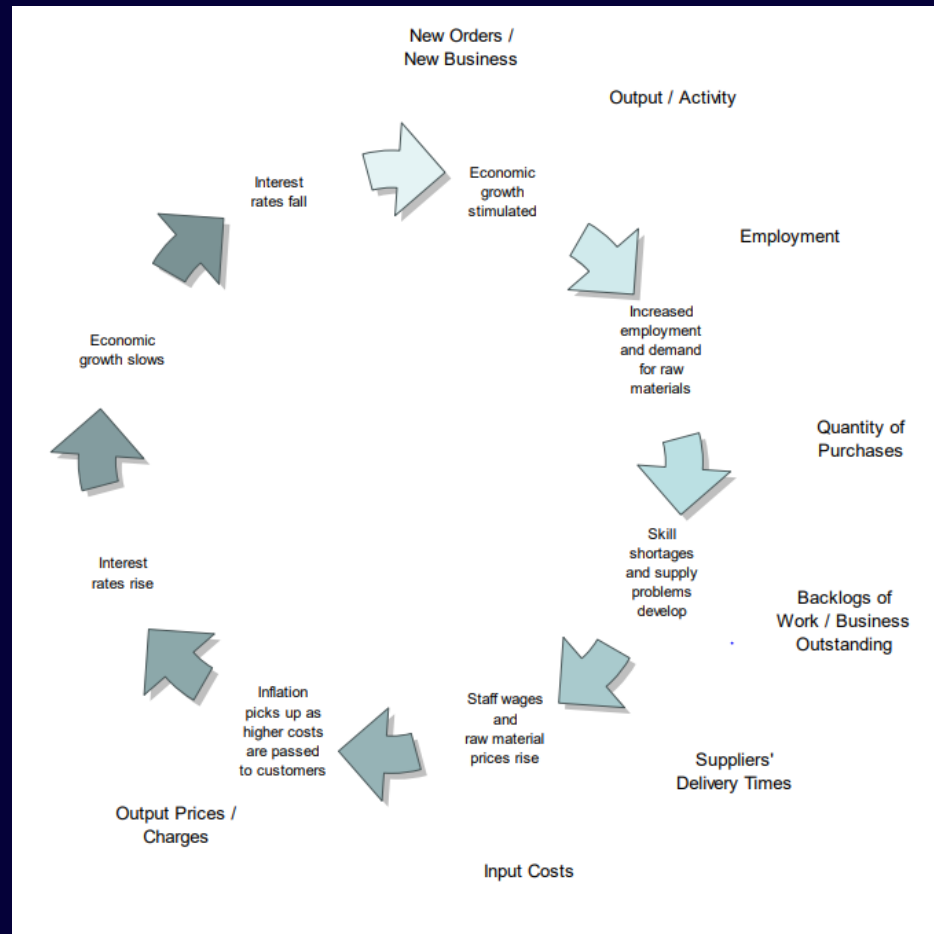 New Orders /
New Business
Output / Activity
Interest
rates fall
Economic
growth
stimulated
Employment
Increased
employment
and demand
for raw
materials
Economic
growth slows
Quantity of
Purchases
Skill
shortages
and supply
problems
develop
Interest
rates rise
Backlogs of
Work / Business
Outstanding
Staff wages
and
raw material
prices rise
Inflation
picks up as
higher costs
are passed
to customers
Suppliers'
Delivery Times
Output Prices /
Charges
Input Costs